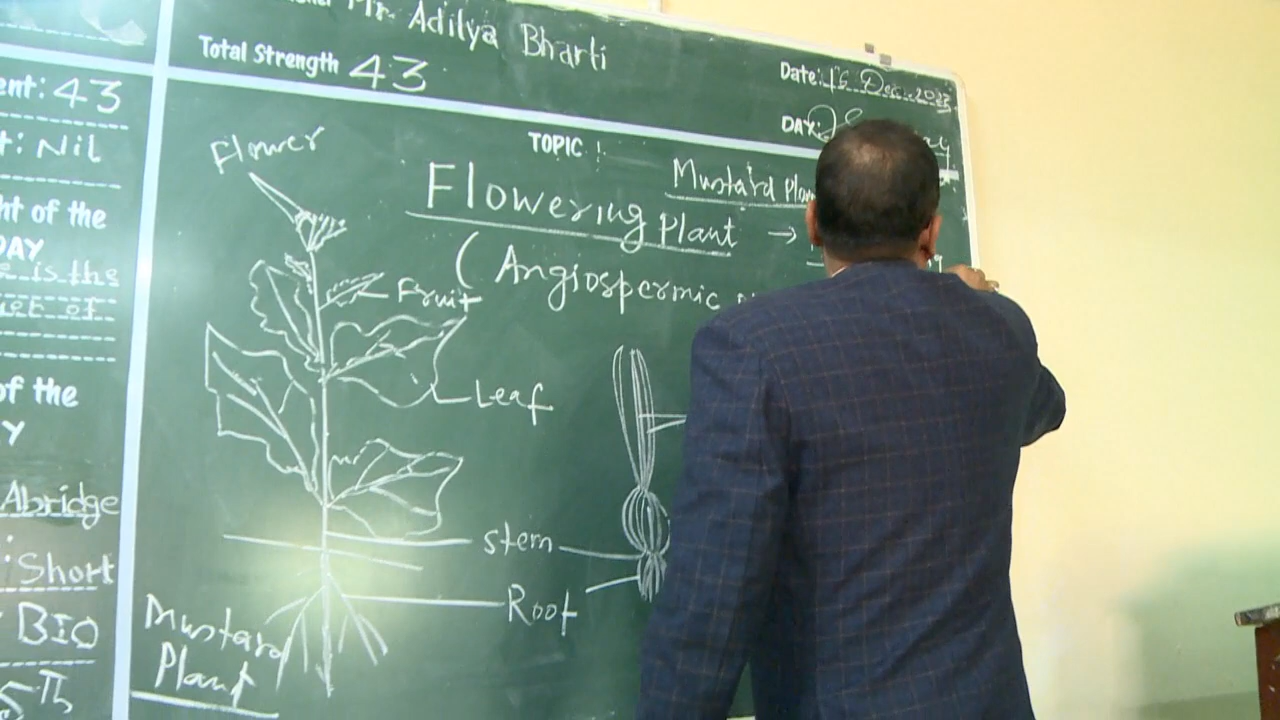 Mr. Aditya Bharti
Total Strength 43
Date: 16 Dec. 2023
DAY:
ent: 43
t: Nil
ht of the
DAY
e is the
of
of the
Y
Abridge
: Short
BIO
5th
TOPIC
Flower
Mustard
Flowering Plant →
(Angiospermic
Fruit
Leaf
stem
Root
Mustard
Plant